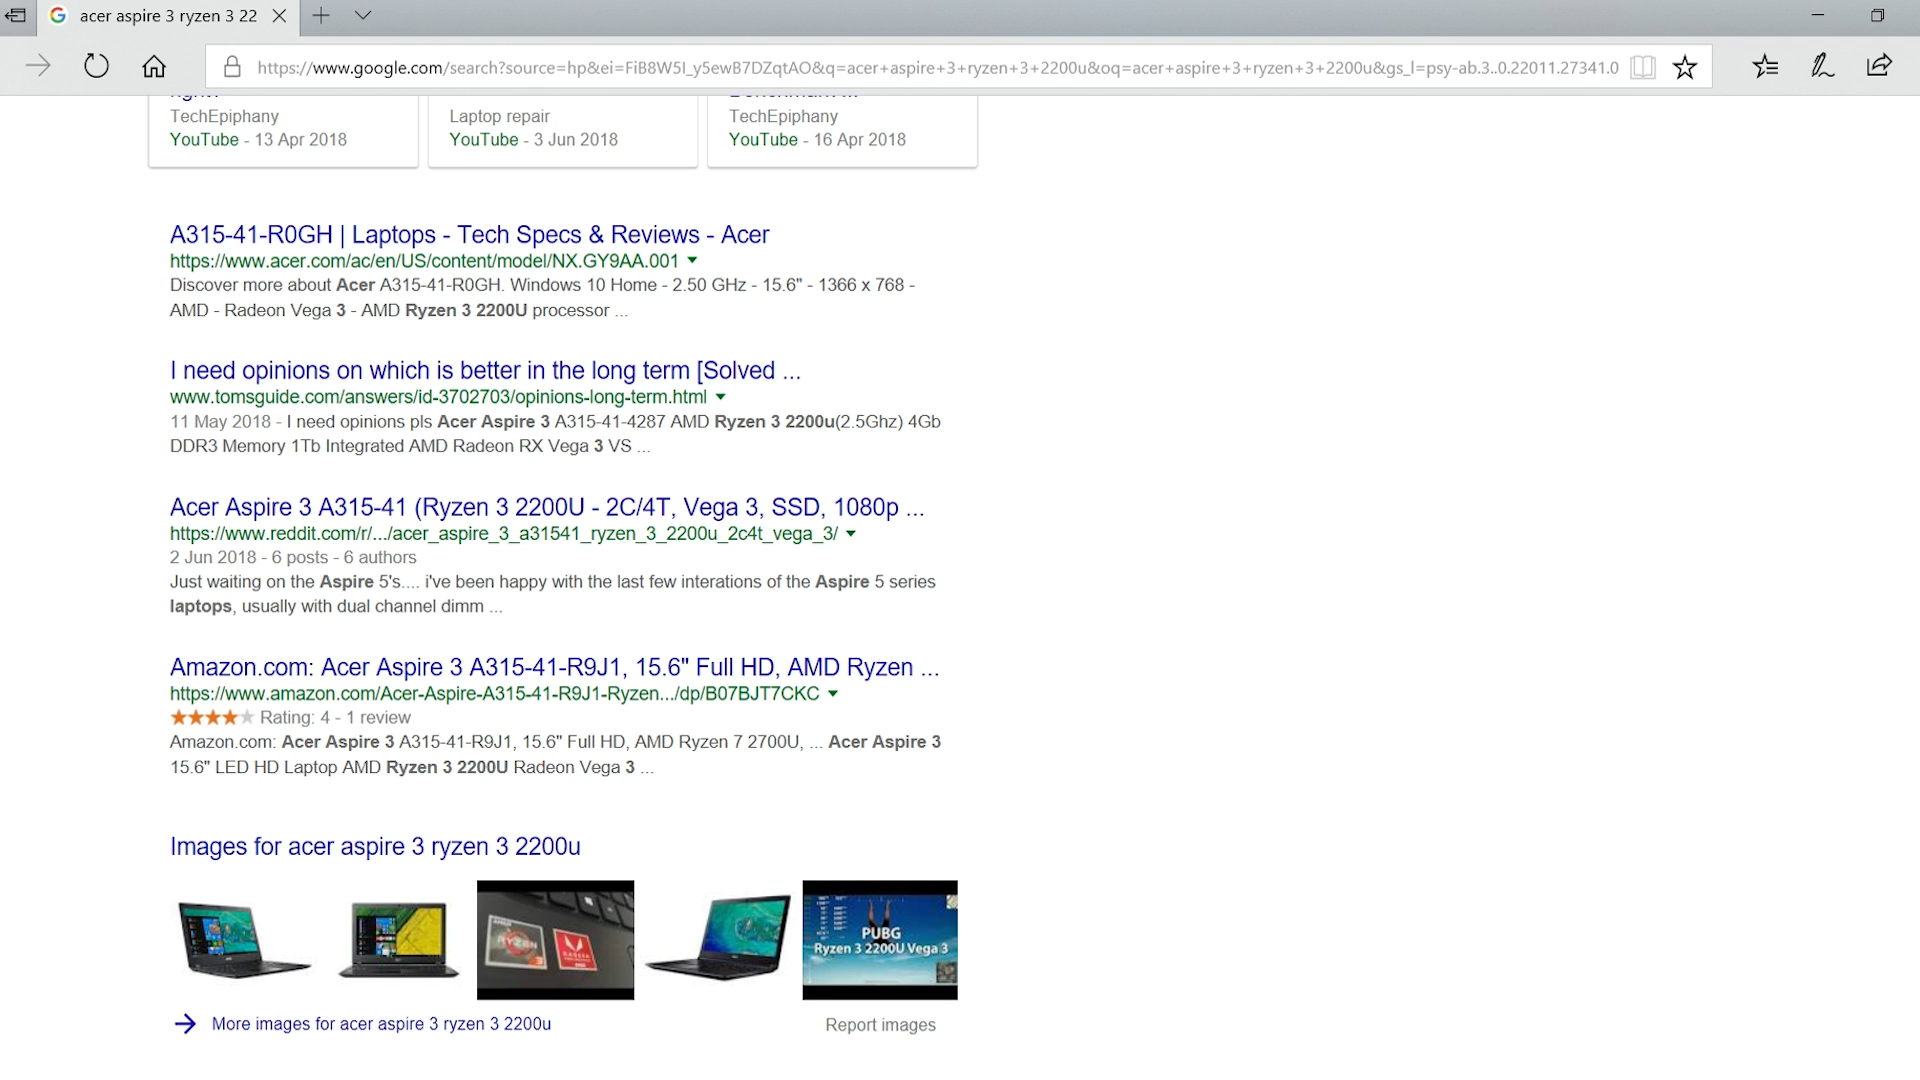 acer aspire 3 ryzen 3 22
https://www.google.com/search?source=hp&ei=FiB8W5I_y5ewB7DZqtAO&q=acer+aspire+3+ryzen+3+2200u&oq=acer+aspire+3+ryzen+3+2200u&gs_l=psy-ab.3..0.22011.27341.0
TechEpiphany
YouTube - 13 Apr 2018
Laptop repair
YouTube - 3 Jun 2018
TechEpiphany
YouTube - 16 Apr 2018
A315-41-R0GH | Laptops - Tech Specs & Reviews - Acer
https://www.acer.com/ac/en/US/content/model/NX.GY9AA.001
Discover more about Acer A315-41-R0GH. Windows 10 Home - 2.50 GHz - 15.6" - 1366 x 768 -
AMD - Radeon Vega 3 - AMD Ryzen 3 2200U processor ...
I need opinions on which is better in the long term [Solved ...
www.tomsguide.com/answers/id-3702703/opinions-long-term.html
11 May 2018 - I need opinions pls Acer Aspire 3 A315-41-4287 AMD Ryzen 3 2200u(2.5Ghz) 4Gb
DDR3 Memory 1Tb Integrated AMD Radeon RX Vega 3 VS ...
Acer Aspire 3 A315-41 (Ryzen 3 2200U - 2C/4T, Vega 3, SSD, 1080p ...
https://www.reddit.com/r/.../acer_aspire_3_a31541_ryzen_3_2200u_2c4t_vega_3/
2 Jun 2018 - 6 posts - 6 authors
Just waiting on the Aspire 5's.... i've been happy with the last few interations of the Aspire 5 series
laptops, usually with dual channel dimm ...
Amazon.com: Acer Aspire 3 A315-41-R9J1, 15.6" Full HD, AMD Ryzen ...
https://www.amazon.com/Acer-Aspire-A315-41-R9J1-Ryzen.../dp/B07BJT7CKC
Rating: 4 - 1 review
Amazon.com: Acer Aspire 3 A315-41-R9J1, 15.6" Full HD, AMD Ryzen 7 2700U, ... Acer Aspire 3
15.6" LED HD Laptop AMD Ryzen 3 2200U Radeon Vega 3 ...
Images for acer aspire 3 ryzen 3 2200u
AMD
RYZEN
3
RADEON
PUBG
Ryzen 3 2200U Vega 3
More images for acer aspire 3 ryzen 3 2200u
Report images